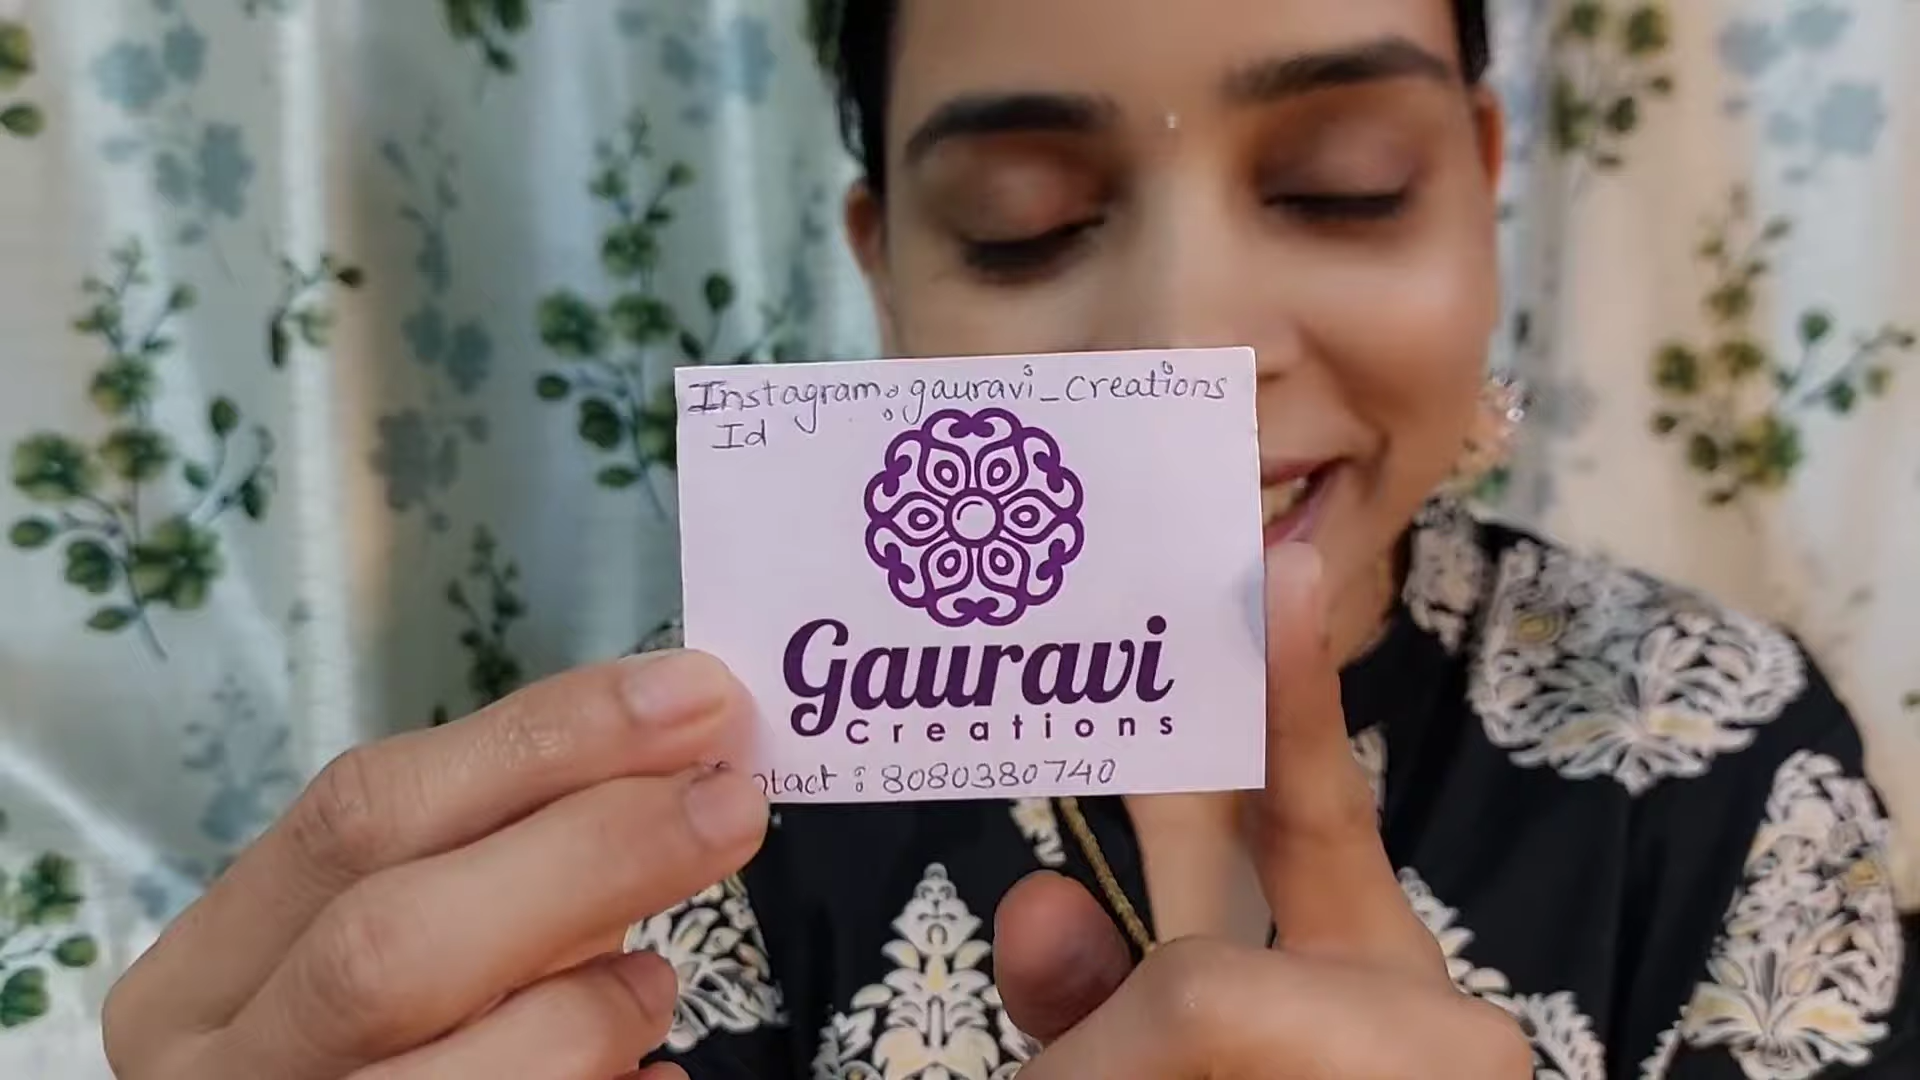 Instagram : gauravi_creations
Id
Gauravi
Creations
ntact : 8080380740